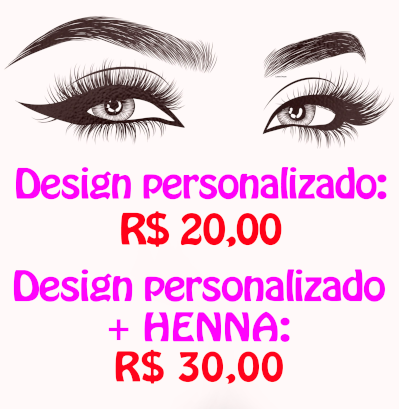 Design personalizado:
R$ 20,00
Design personalizado
+ HENNA:
R$ 30,00